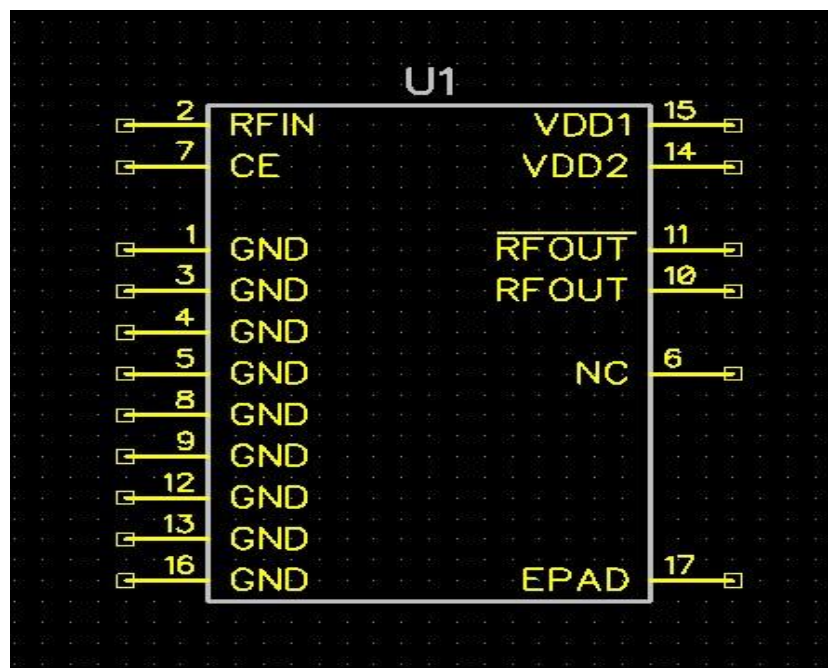 U1
2 RFIN VDD1 15
7 CE VDD2 14
1 GND RFOUT 11
3 GND RFOUT 10
4 GND
5 GND NC 6
8 GND
9 GND
12 GND
13 GND
16 GND EPAD 17